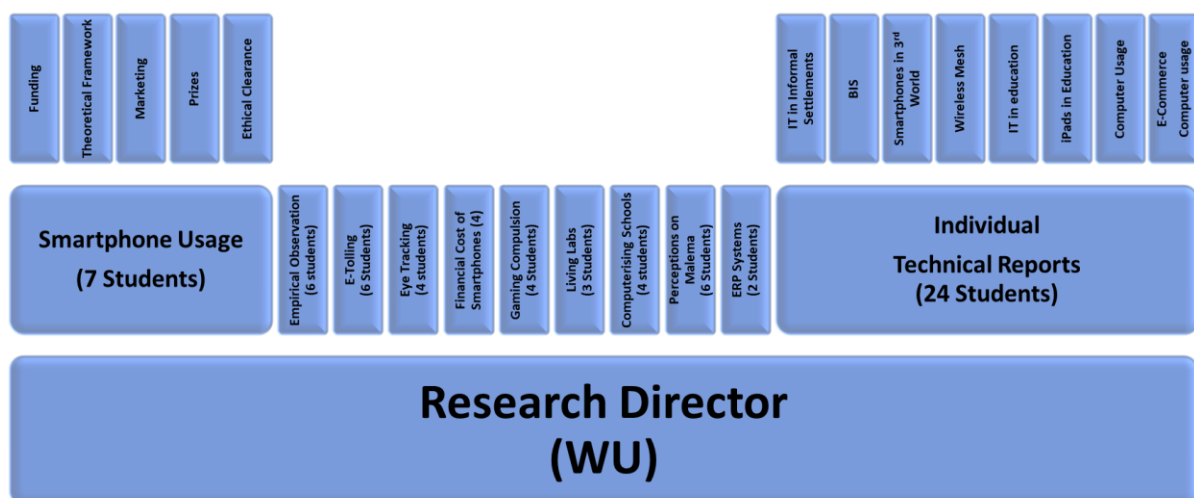 Funding
Theoretical Framework
Marketing
Prizes
Ethical Clearance
IT in Informal
Settlements
BIS
Smartphones in 3rd
World
Wireless Mesh
IT in education
iPads in Education
Computer Usage
E-Commerce
Computer usage
Smartphone Usage
(7 Students)
Empirical Observation
(6 students)
E-Tolling
(6 Students)
Eye Tracking
(4 students)
Financial Cost of
Smartphones (4)
Gaming Compulsion
(4 Students)
Living Labs
(3 Students)
Computerising Schools
(4 students)
Perceptions on
Malema
(6 Students)
ERP Systems
(2 Students)
Individual
Technical Reports
(24 Students)
Research Director
(WU)